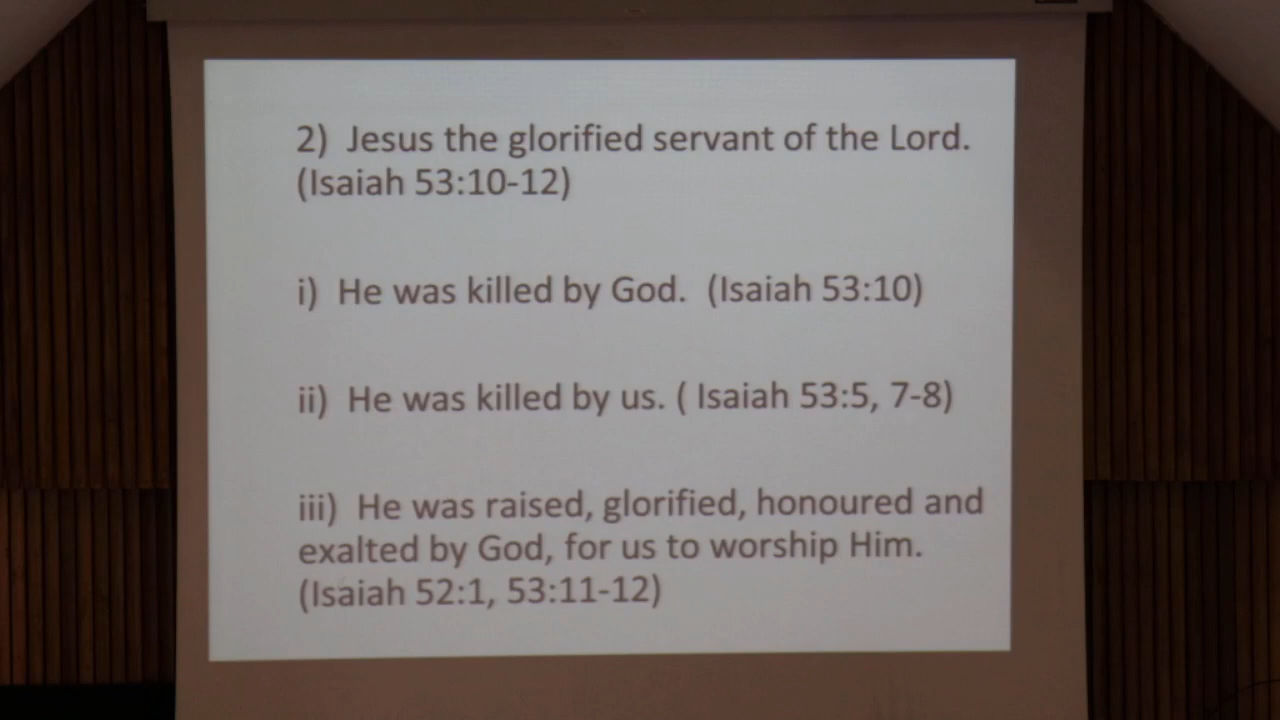 2) Jesus the glorified servant of the Lord.
(Isaiah 53:10-12)
i) He was killed by God. (Isaiah 53:10)
ii) He was killed by us. ( Isaiah 53:5, 7-8)
iii) He was raised, glorified, honoured and
exalted by God, for us to worship Him.
(Isaiah 52:1, 53:11-12)